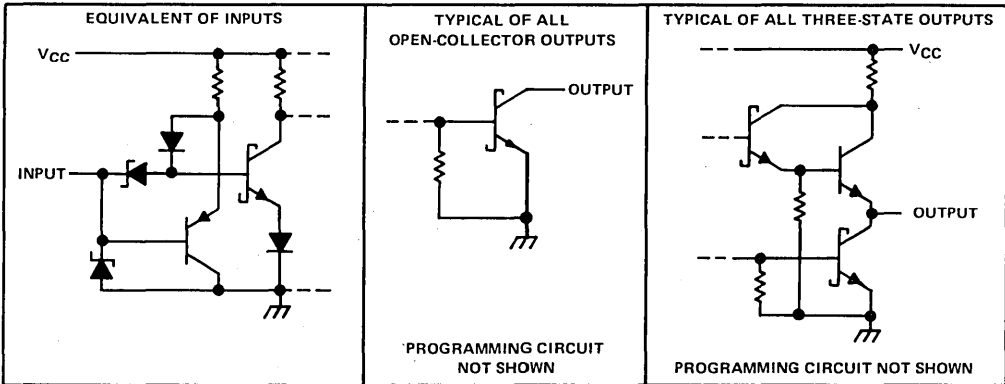 EQUIVALENT OF INPUTS
VCC
INPUT
TYPICAL OF ALL
OPEN-COLLECTOR OUTPUTS
OUTPUT
PROGRAMMING CIRCUIT
NOT SHOWN
TYPICAL OF ALL THREE-STATE OUTPUTS
VCC
OUTPUT
PROGRAMMING CIRCUIT NOT SHOWN